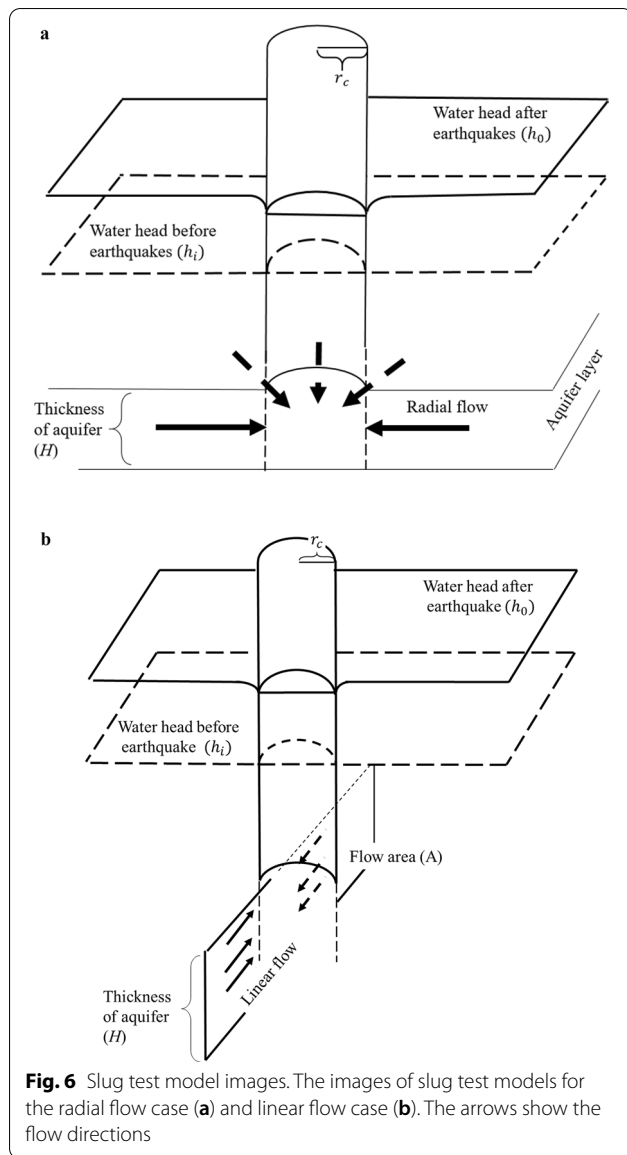 a
r_c
Water head after
earthquakes (h_0)
Water head before
earthquakes (h_i)
Thickness
of aquifer
(H)
Radial flow
Aquifer layer
b
r_c
Water head after
earthquake (h_0)
Water head before
earthquake (h_i)
Flow area (A)
Linear flow
Thickness
of aquifer
(H)
Fig. 6 Slug test model images. The images of slug test models for
the radial flow case (a) and linear flow case (b). The arrows show the
flow directions